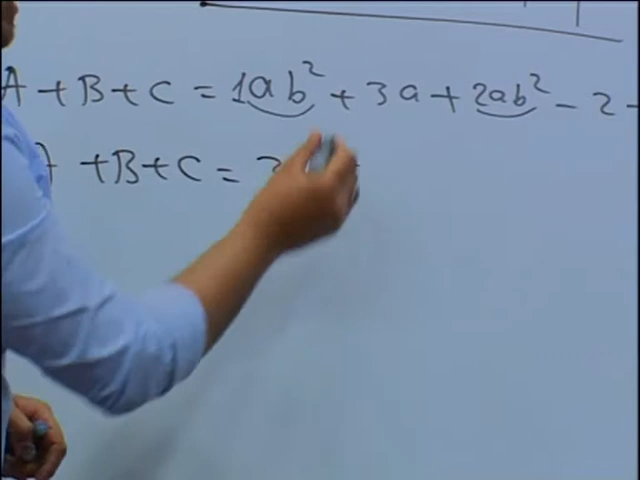 A + B + C = 1ab² + 3a + 2ab² - 2 -
A + B + C =